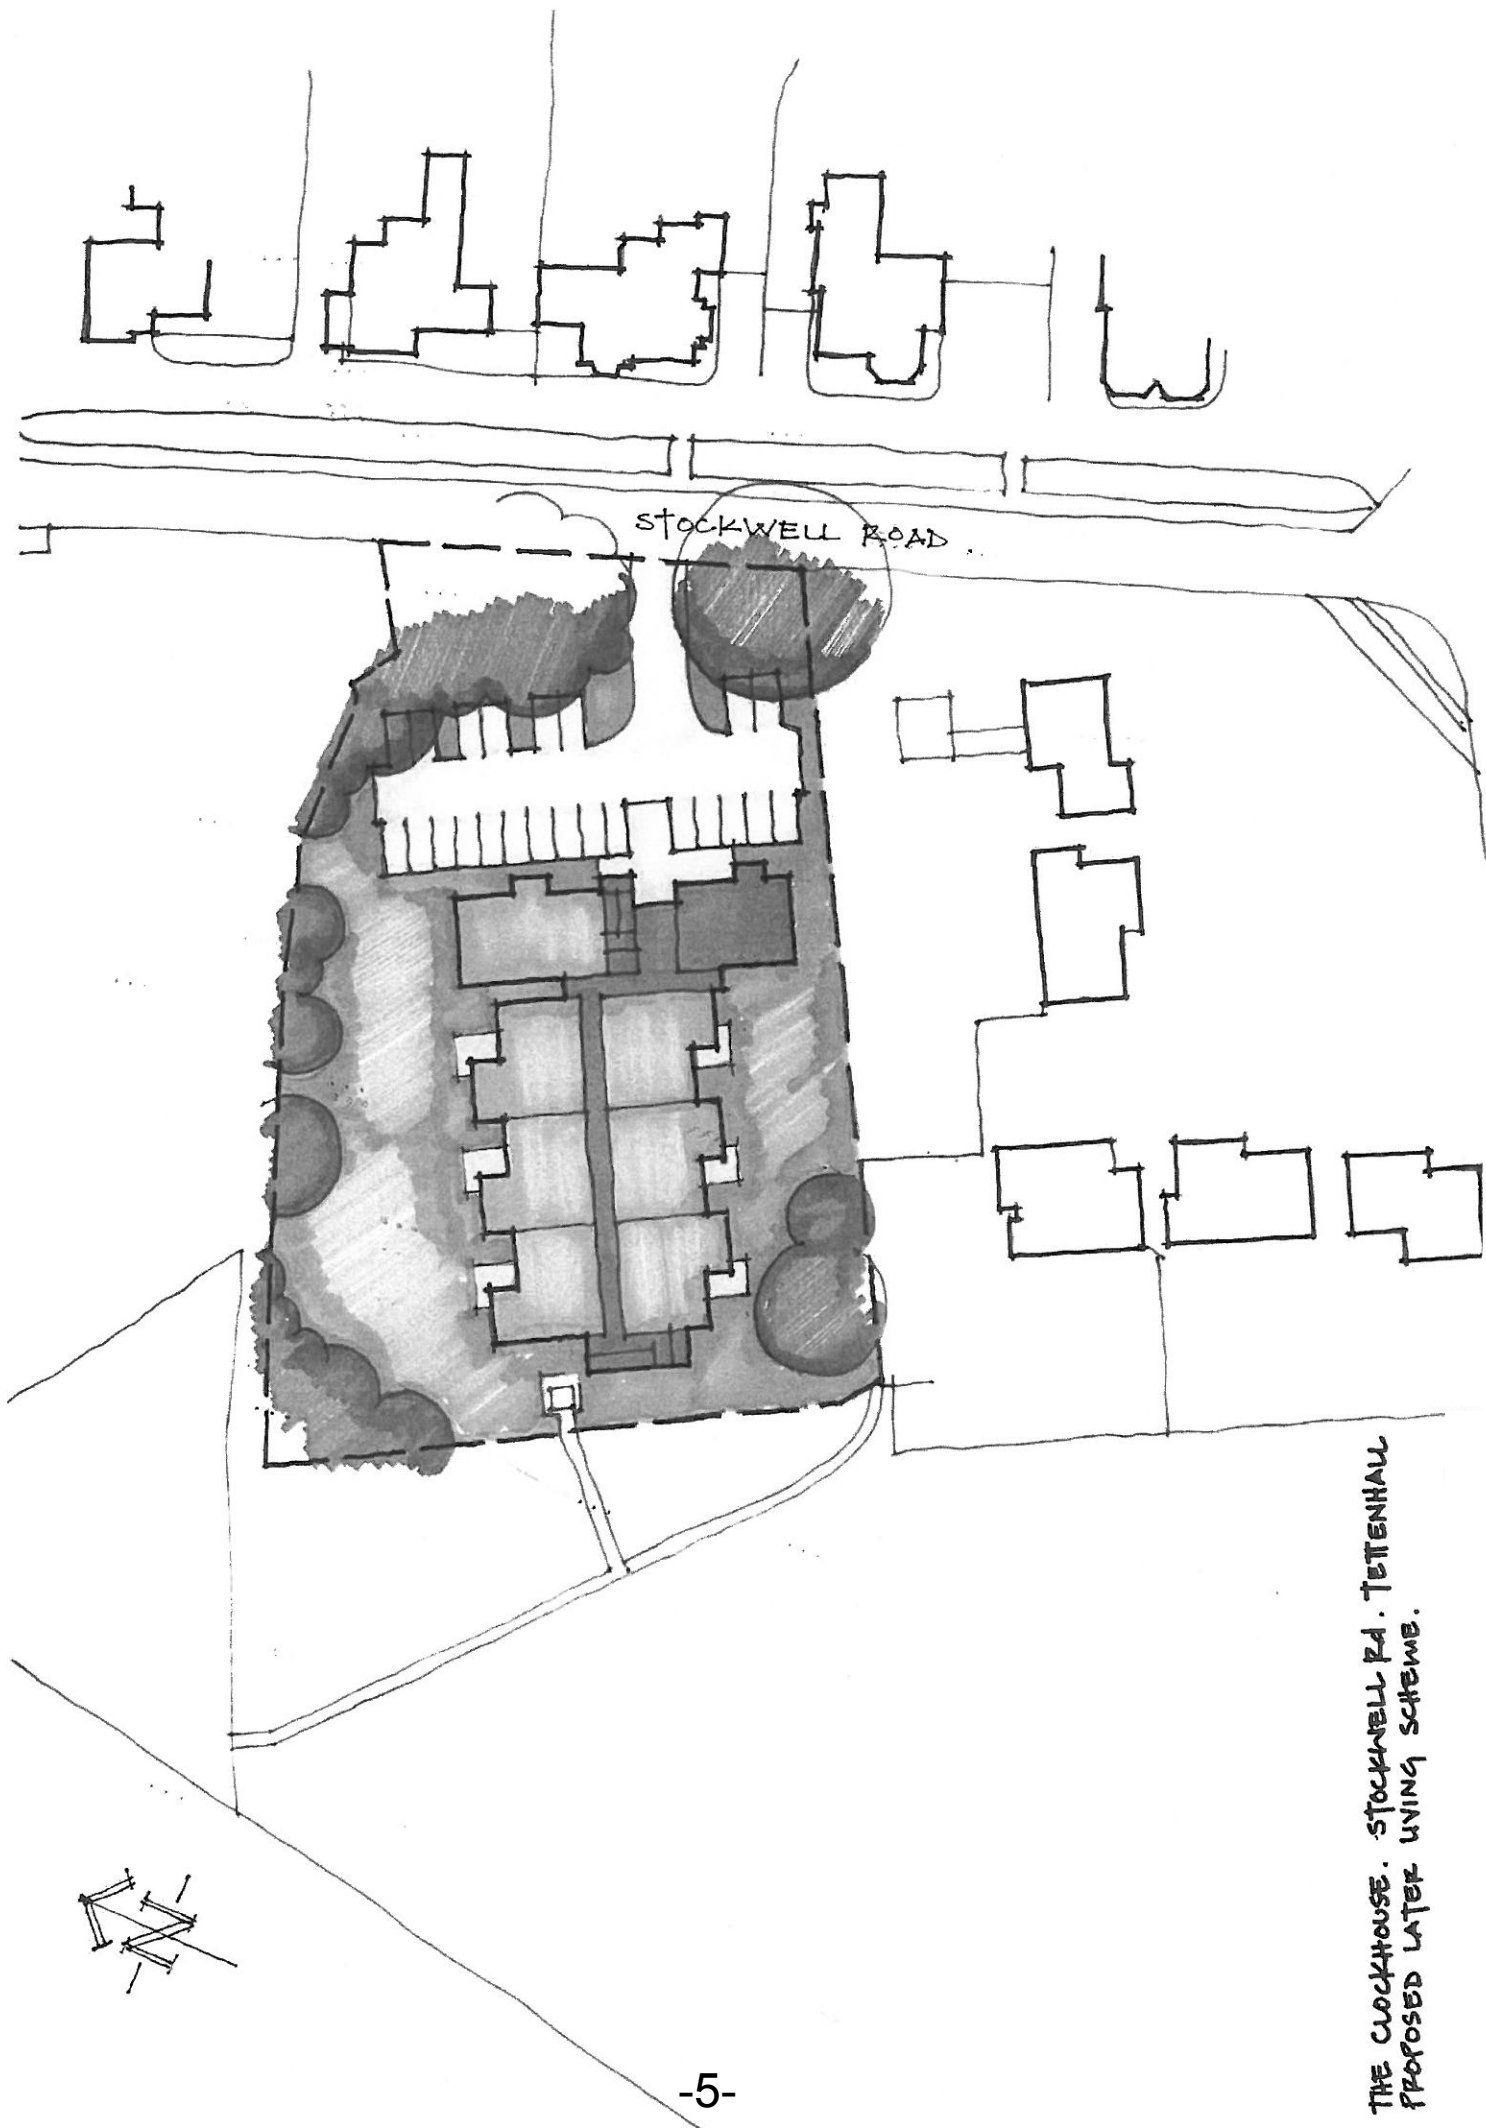 STOCKWELL ROAD
THE CLOCKHOUSE. STOCKWELL Rd. TETTENHALL
PROPOSED LATER LIVING SCHEME.
N
-5-